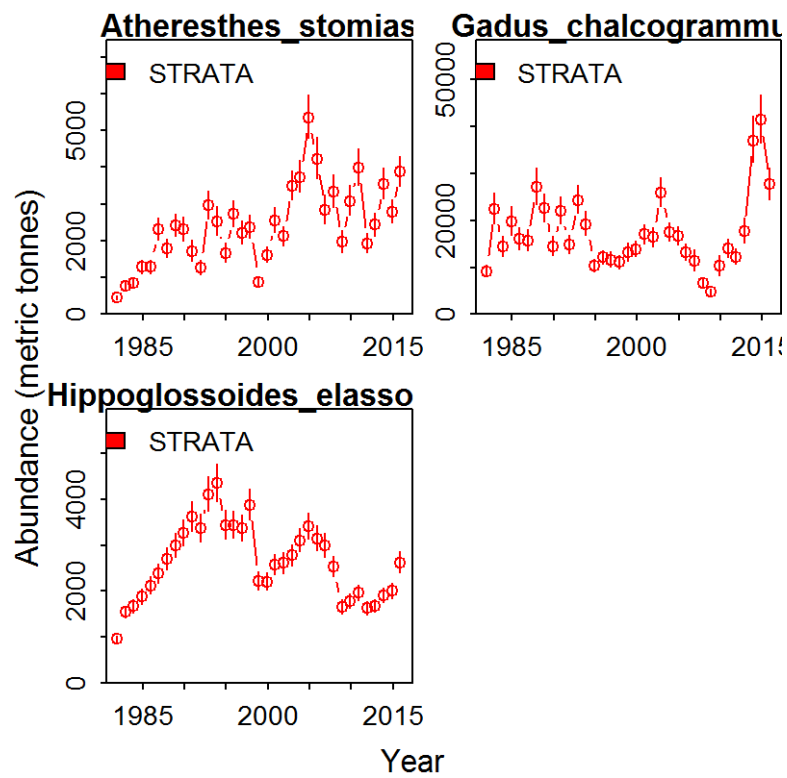 Atheresthes_stomias
STRATA
0 2000 5000
1985 2000 2015
Gadus_chalcogrammu
STRATA
0 20000 50000
1985 2000 2015
Hippoglossoides_elasso
STRATA
0 2000 4000
1985 2000 2015
Abundance (metric tonnes)
Year